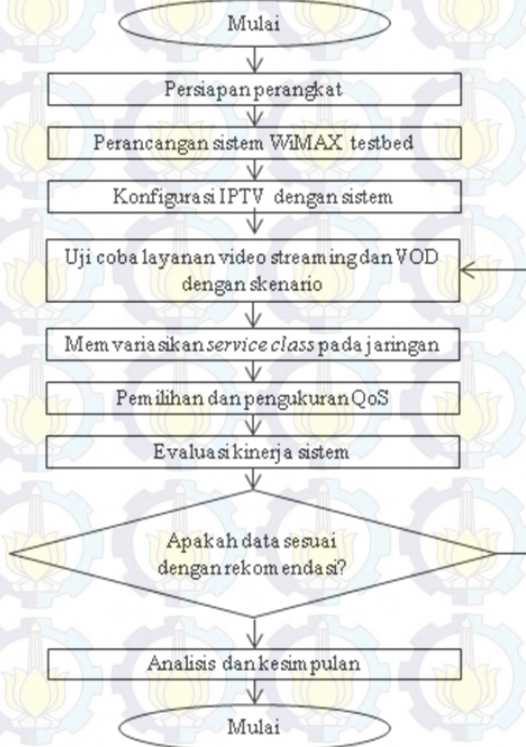 Mulai
Persiapan perangkat
Perancangan sistem WiMAX testbed
Konfigurasi IPTV dengan sistem
Uji coba layanan video streaming dan VOD
dengan skenario
Memvariasikan service class pada jaringan
Pemilihan dan pengukuran QoS
Evaluasi kinerja sistem
Apakah data sesuai
dengan rekomendasi?
Analisis dan kesimpulan
Mulai